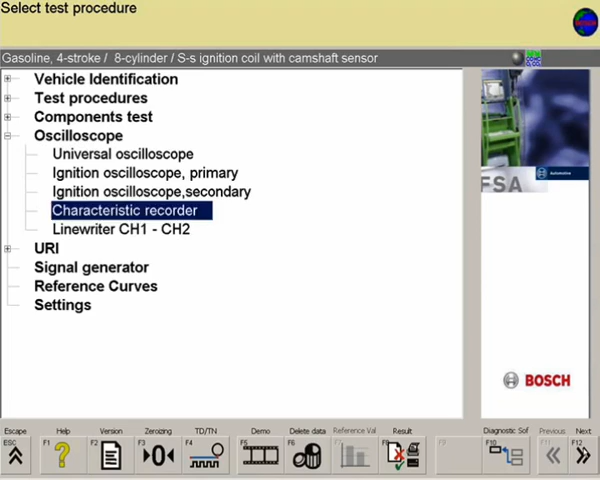 Select test procedure
Gasoline, 4-stroke / 8-cylinder / S-s ignition coil with camshaft sensor
Vehicle Identification
Test procedures
Components test
Oscilloscope
Universal oscilloscope
Ignition oscilloscope, primary
Ignition oscilloscope,secondary
Characteristic recorder
Linewriter CH1 - CH2
URI
Signal generator
Reference Curves
Settings
Automotive
FSA
BOSCH
Escape Help Version Zeroizing TD/TN Demo Delete data Reference Val Result Diagnostic Sof Previous Next
ESC F1 F2 F3 F4 F5 F6 F7 F8 F9 F10 F11 F12